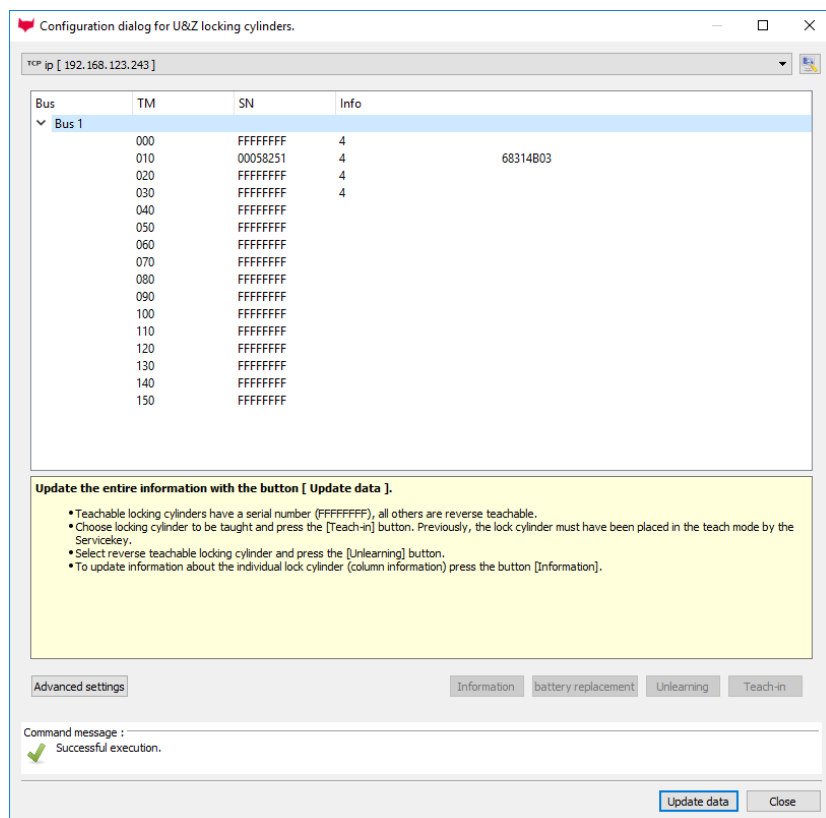 Configuration dialog for U&Z locking cylinders.
TCP ip [ 192.168.123.243 ]
Bus TM SN Info
Bus 1
000 FFFFFFFF 4
010 00058251 4 68314B03
020 FFFFFFFF 4
030 FFFFFFFF 4
040 FFFFFFFF
050 FFFFFFFF
060 FFFFFFFF
070 FFFFFFFF
080 FFFFFFFF
090 FFFFFFFF
100 FFFFFFFF
110 FFFFFFFF
120 FFFFFFFF
130 FFFFFFFF
140 FFFFFFFF
150 FFFFFFFF
Update the entire information with the button [ Update data ].
• Teachable locking cylinders have a serial number (FFFFFFFF), all others are reverse teachable.
• Choose locking cylinder to be taught and press the [Teach-in] button. Previously, the lock cylinder must have been placed in the teach mode by the
Servicekey.
• Select reverse teachable locking cylinder and press the [Unlearning] button.
• To update information about the individual lock cylinder (column information) press the button [Information].
Advanced settings Information battery replacement Unlearning Teach-in
Command message :
Successful execution.
Update data Close